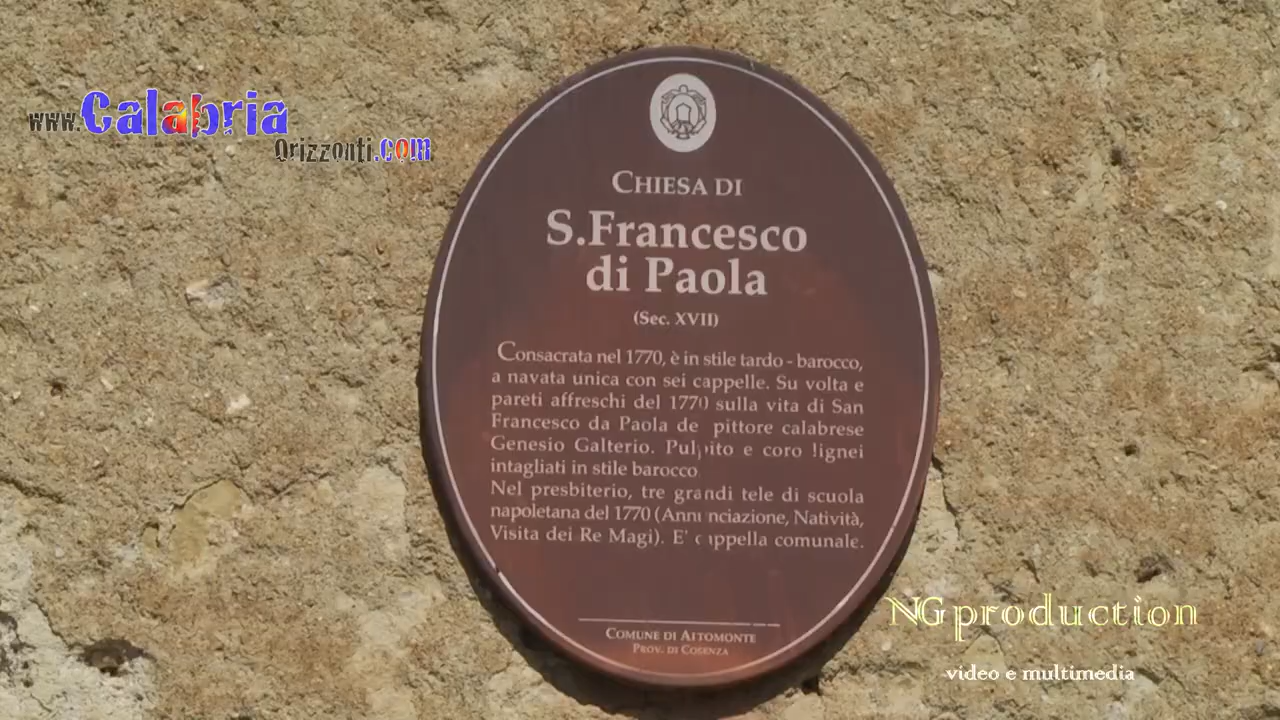 www.Calabria
Orizzonti.com
CHIESA DI
S.Francesco
di Paola
(Sec. XVII)
Consacrata nel 1770, è in stile tardo - barocco,
a navata unica con sei cappelle. Su volta e
pareti affreschi del 1770 sulla vita di San
Francesco da Paola de pittore calabrese
Genesio Galterio. Pulpito e coro lignei
intagliati in stile barocco
Nel presbiterio, tre grandi tele di scuola
napoletana del 1770 (Annunciazione, Natività,
Visita dei Re Magi). E' cappella comunale.
COMUNE DI ALTOMONTE
PROV. DI COSENZA
NG production
video e multimedia